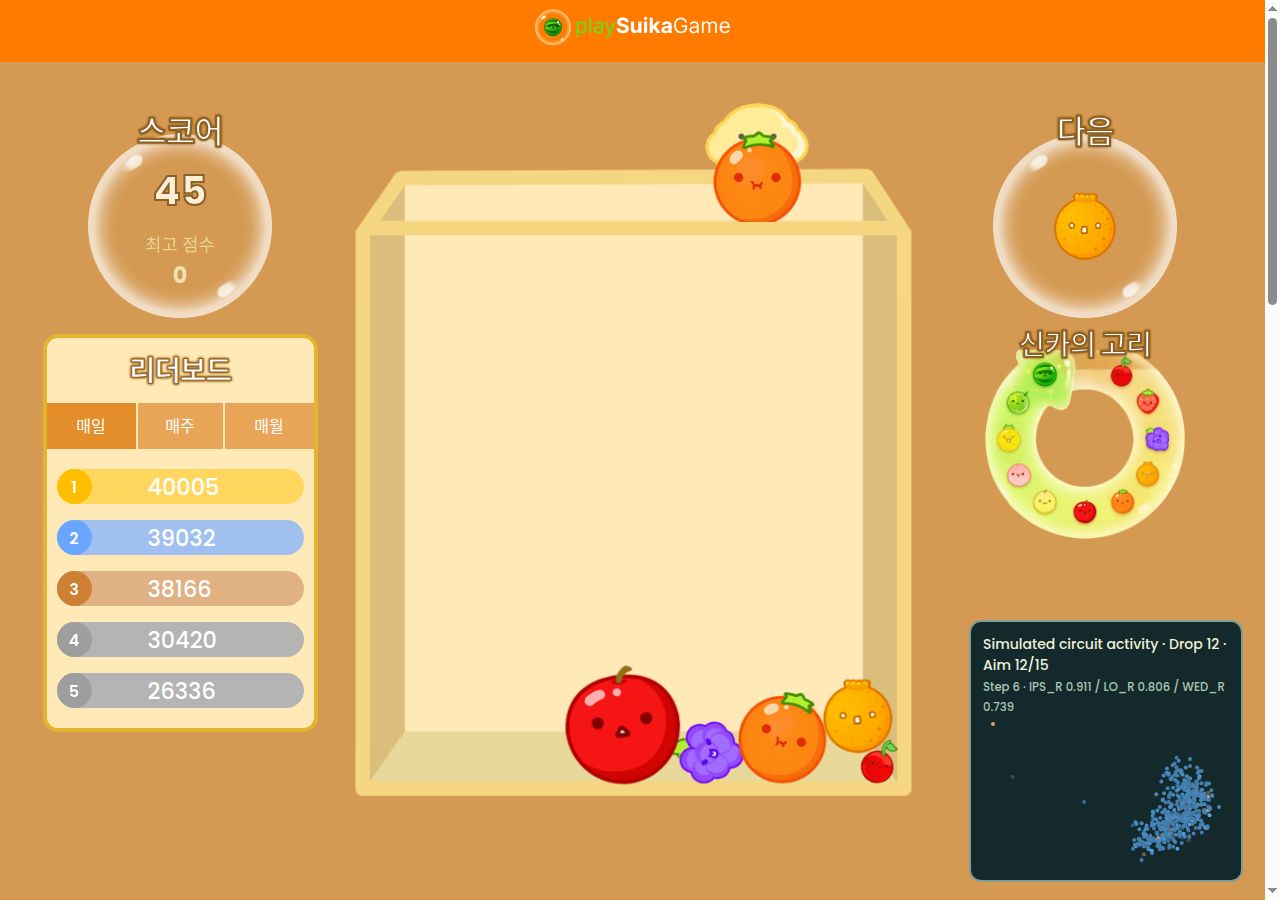 playSuikaGame
스코어
45
최고 점수
0
다음
신카의 고리
리더보드
매일 매주 매월
1 40005
2 39032
3 38166
4 30420
5 26336
Simulated circuit activity · Drop 12 ·
Aim 12/15
Step 6 · IPS_R 0.911 / LO_R 0.806 / WED_R
0.739